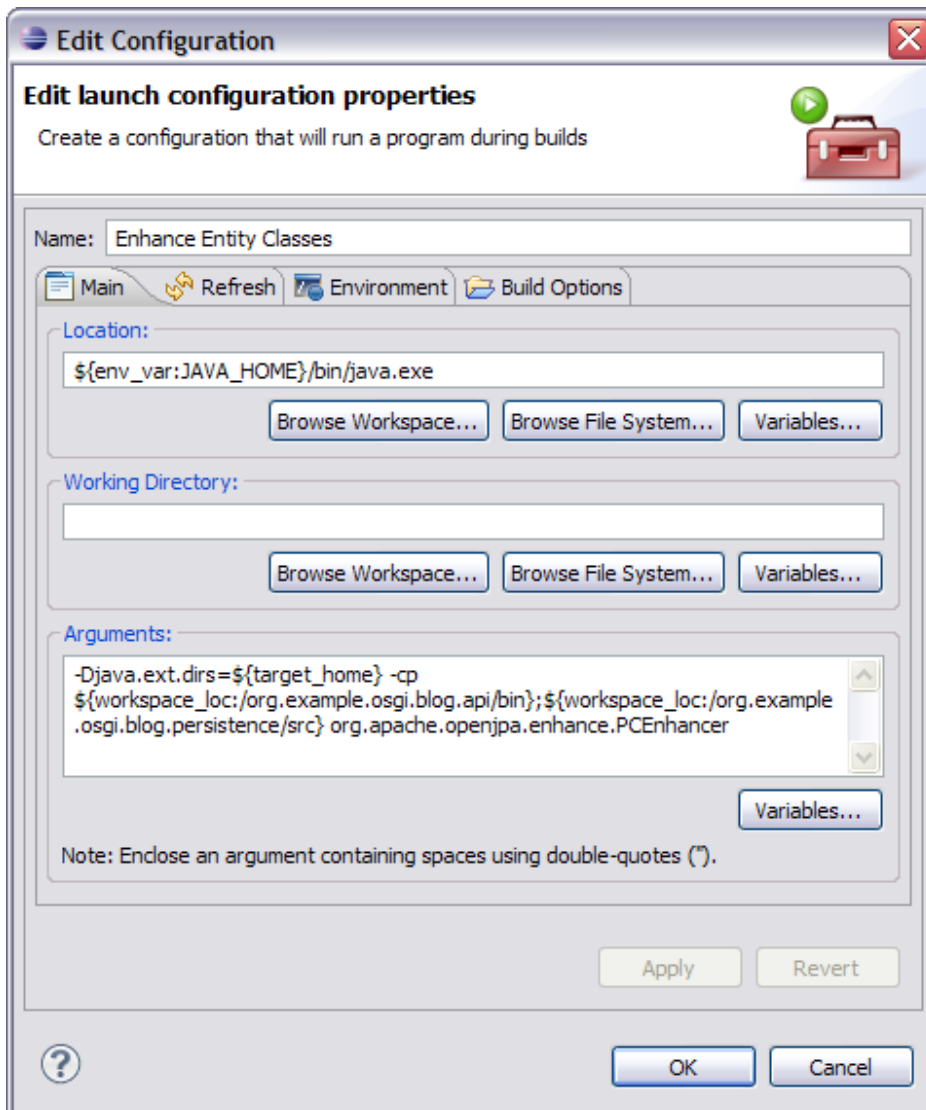 Edit Configuration
Edit launch configuration properties
Create a configuration that will run a program during builds
Name: Enhance Entity Classes
Main Refresh Environment Build Options
Location:
${env_var:JAVA_HOME}/bin/java.exe
Browse Workspace... Browse File System... Variables...
Working Directory:
Browse Workspace... Browse File System... Variables...
Arguments:
-Djava.ext.dirs=${target_home} -cp
${workspace_loc:/org.example.osgi.blog.api/bin};${workspace_loc:/org.example
.osgi.blog.persistence/src} org.apache.openjpa.enhance.PCEnhancer
Variables...
Note: Enclose an argument containing spaces using double-quotes (").
Apply Revert
? OK Cancel